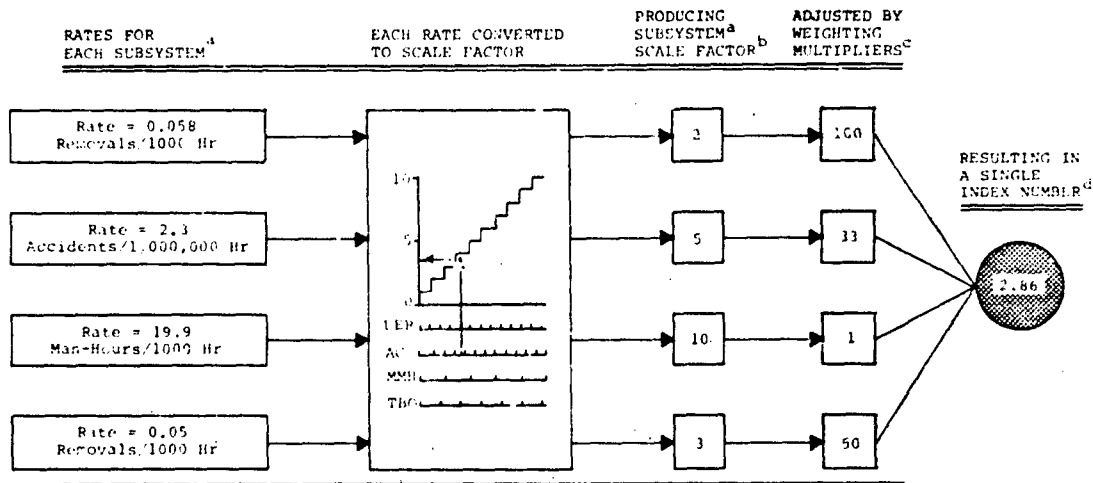 RATES FOR
EACH SUBSYSTEM a
EACH RATE CONVERTED
TO SCALE FACTOR
PRODUCING
SUBSYSTEM a
SCALE FACTOR b
ADJUSTED BY
WEIGHTING
MULTIPLIERS c
Rate = 0.058
Removals/1000 Hr
Rate = 2.3
Accidents/1,000,000 Hr
Rate = 19.9
Man-Hours/1000 Hr
Rate = 0.05
Removals/1000 Hr
10
5
0
UER
AC
MMH
TBO
2
5
10
3
100
33
1
50
RESULTING IN
A SINGLE
INDEX NUMBER d
2.86